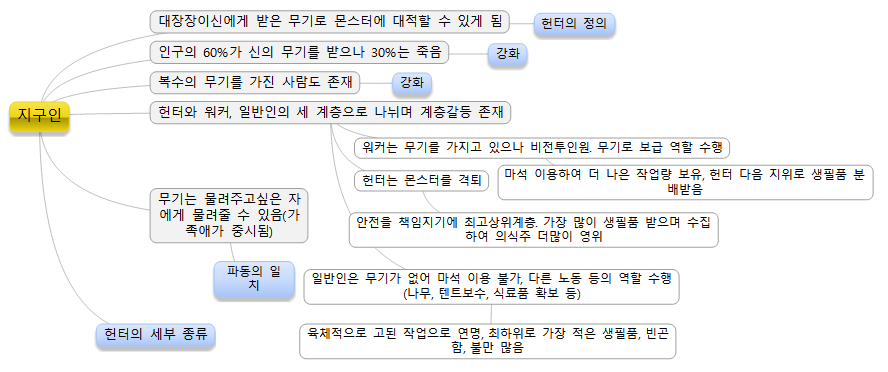 대장장이신에게 받은 무기로 몬스터에 대적할 수 있게 됨
헌터의 정의
인구의 60%가 신의 무기를 받으나 30%는 죽음
강화
복수의 무기를 가진 사람도 존재
강화
지구인
헌터와 워커, 일반인의 세 계층으로 나뉘며 계층갈등 존재
워커는 무기를 가지고 있으나 비전투인원. 무기로 보급 역할 수행
마석 이용하여 더 나은 작업량 보유, 헌터 다음 지위로 생필품 분
배받음
헌터는 몬스터를 격퇴
안전을 책임지기에 최고상위계층. 가장 많이 생필품 받으며 수집
하여 의식주 더많이 영위
무기는 물려주고싶은 자
에게 물려줄 수 있음(가
족애가 중시됨)
파동의 일
치
일반인은 무기가 없어 마석 이용 불가, 다른 노동 등의 역할 수행
(나무, 텐트보수, 식료품 확보 등)
헌터의 세부 종류
육체적으로 고된 작업으로 연명, 최하위로 가장 적은 생필품, 빈곤
함, 불만 많음